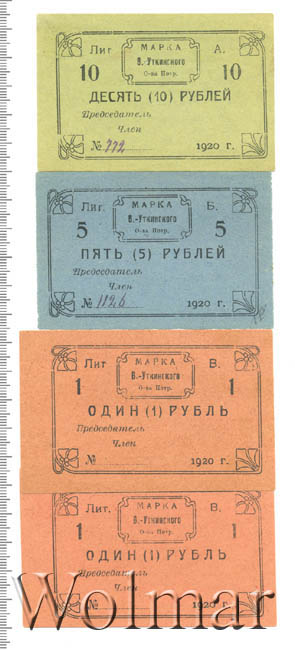 Лит. МАРКА А.
10 В.-Уткинского 10
О-ва Потр.
ДЕСЯТЬ (10) РУБЛЕЙ
Председатель
Член
№ 772 1920 г.
Лит. МАРКА Б.
5 В.-Уткинского 5
О-ва Потр.
ПЯТЬ (5) РУБЛЕЙ
Председатель
Член
№ 1126 1920 г.
Лит МАРКА В.
1 В.-Уткинского 1
О-ва Потр.
ОДИН (1) РУБЛЬ
Председатель
Член
№ 1920 г.
Лит. МАРКА В.
1 В.-Уткинского 1
О-ва Потр.
ОДИН (1) РУБЛЬ
Председатель
Член
№ 1920 г.
Wolmar